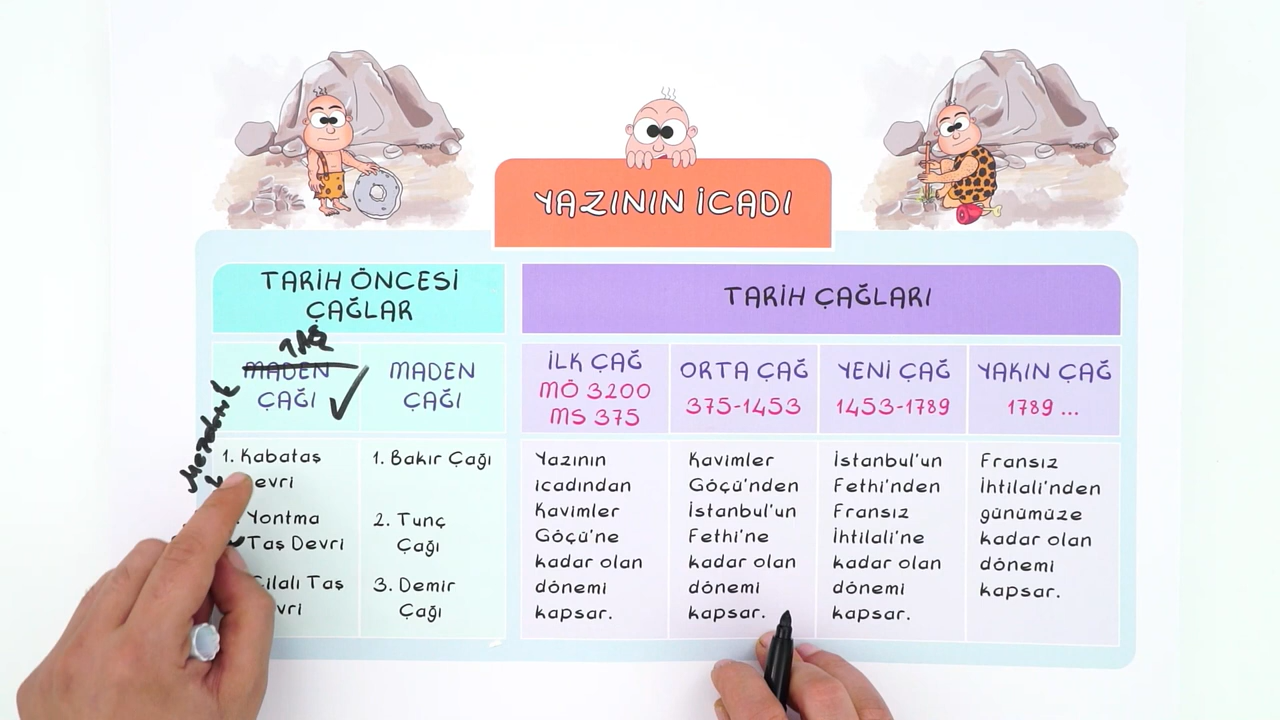 YAZININ İCADI
TARİH ÖNCESİ
ÇAĞLAR
TARİH ÇAĞLARI
TAŞ
MADEN
ÇAĞI
MADEN
ÇAĞI
İLK ÇAĞ
MÖ 3200
MS 375
ORTA ÇAĞ
375-1453
YENİ ÇAĞ
1453-1789
YAKIN ÇAĞ
1789 ...
1. Kabataş
evri
Yontma
Taş Devri
Cilalı Taş
vri
1. Bakır Çağı
2. Tunç
Çağı
3. Demir
Çağı
Yazının
icadından
Kavimler
Göçü'ne
kadar olan
dönemi
kapsar.
Kavimler
Göçü'nden
İstanbul'un
Fethi'ne
kadar olan
dönemi
kapsar.
İstanbul'un
Fethi'nden
Fransız
İhtilali'ne
kadar olan
dönemi
kapsar.
Fransız
İhtilali'nden
günümüze
kadar olan
dönemi
kapsar.